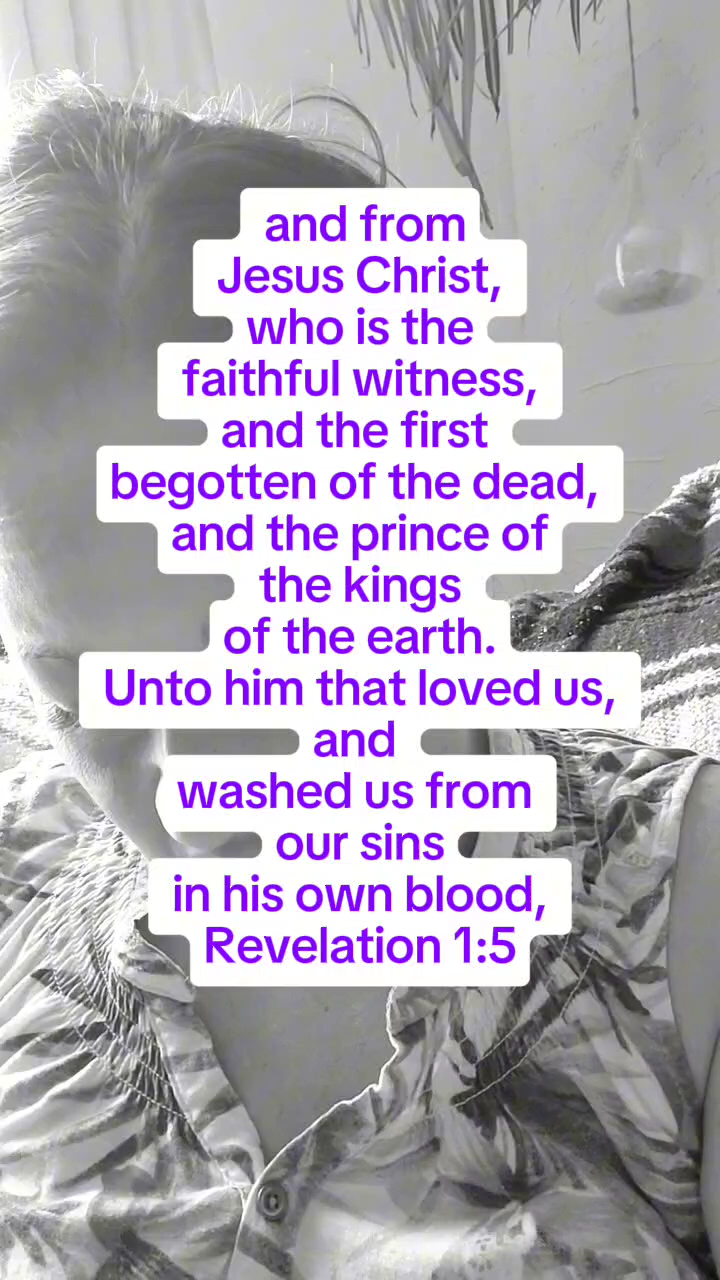 and from
Jesus Christ,
who is the
faithful witness,
and the first
begotten of the dead,
and the prince of
the kings
of the earth.
Unto him that loved us,
and
washed us from
our sins
in his own blood,
Revelation 1:5